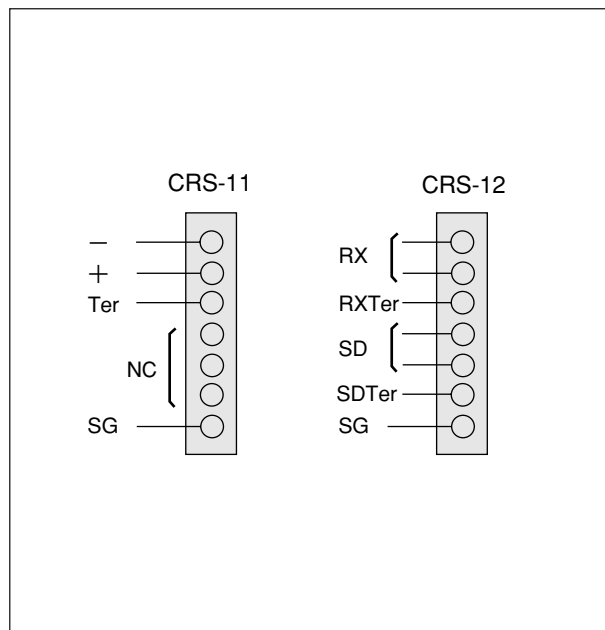 CRS-11
−
+
Ter
NC
SG
CRS-12
RX
RXTer
SD
SDTer
SG